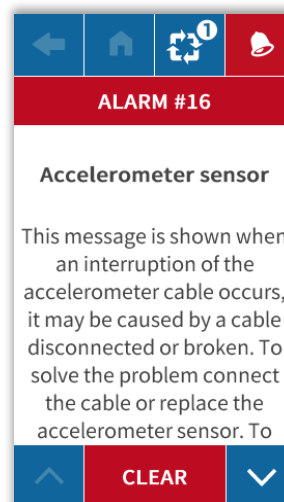 1
ALARM #16
Accelerometer sensor
This message is shown when
an interruption of the
accelerometer cable occurs,
it may be caused by a cable
disconnected or broken. To
solve the problem connect
the cable or replace the
accelerometer sensor. To
CLEAR